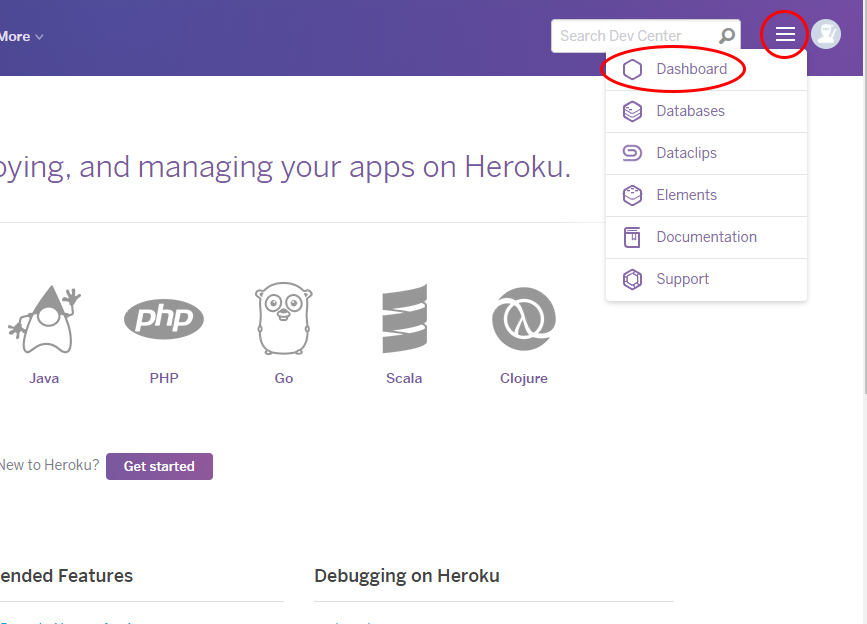 More
Search Dev Center
Dashboard
Databases
Dataclips
Elements
Documentation
Support
oying, and managing your apps on Heroku.
php
Java
PHP
Go
Scala
Clojure
New to Heroku?
Get started
ended Features
Debugging on Heroku